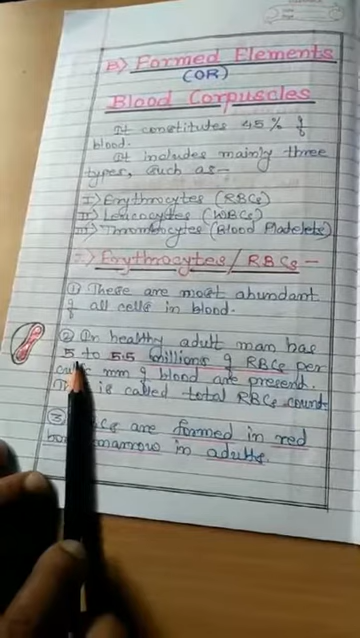 B) Formed Elements
(OR)
Blood Corpuscles
It constitutes 45% of
blood.
It includes mainly three
types, such as—
I) Erythrocytes (RBCs)
II) Leucocytes (WBCs)
III) Thrombocytes (Blood Platelets)
I) Erythrocytes/RBCs—
① These are most abundant
of all cells in blood.
② In healthy adult man has
5 to 5.5 millions of RBCs per
cubic mm of blood are present.
is called total RBCs count.
③ are formed in red
marrow in adults.